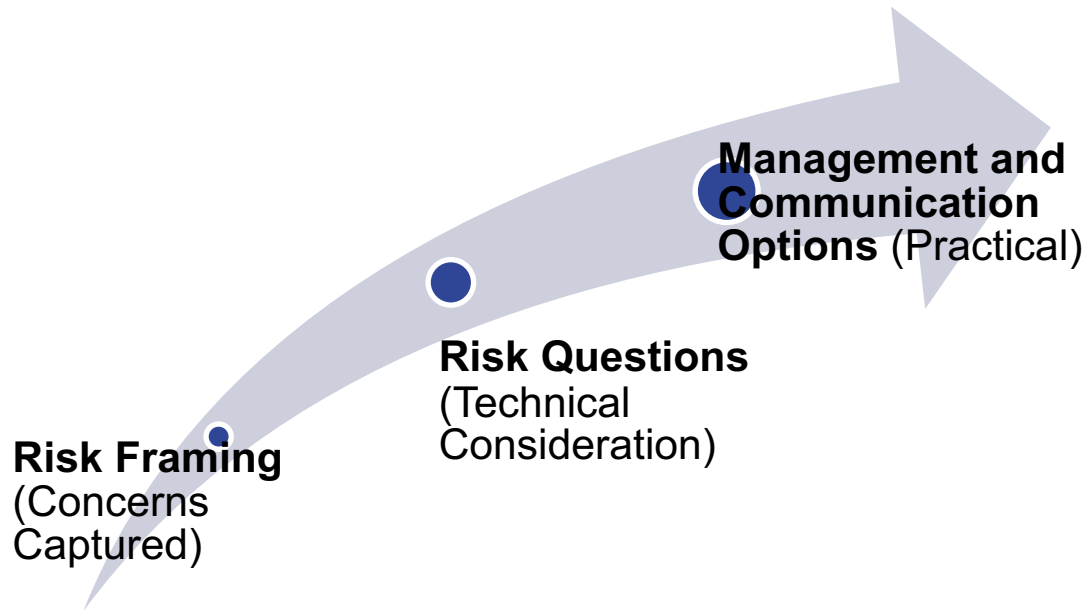 Risk Framing
(Concerns
Captured)
Risk Questions
(Technical
Consideration)
Management and
Communication
Options (Practical)